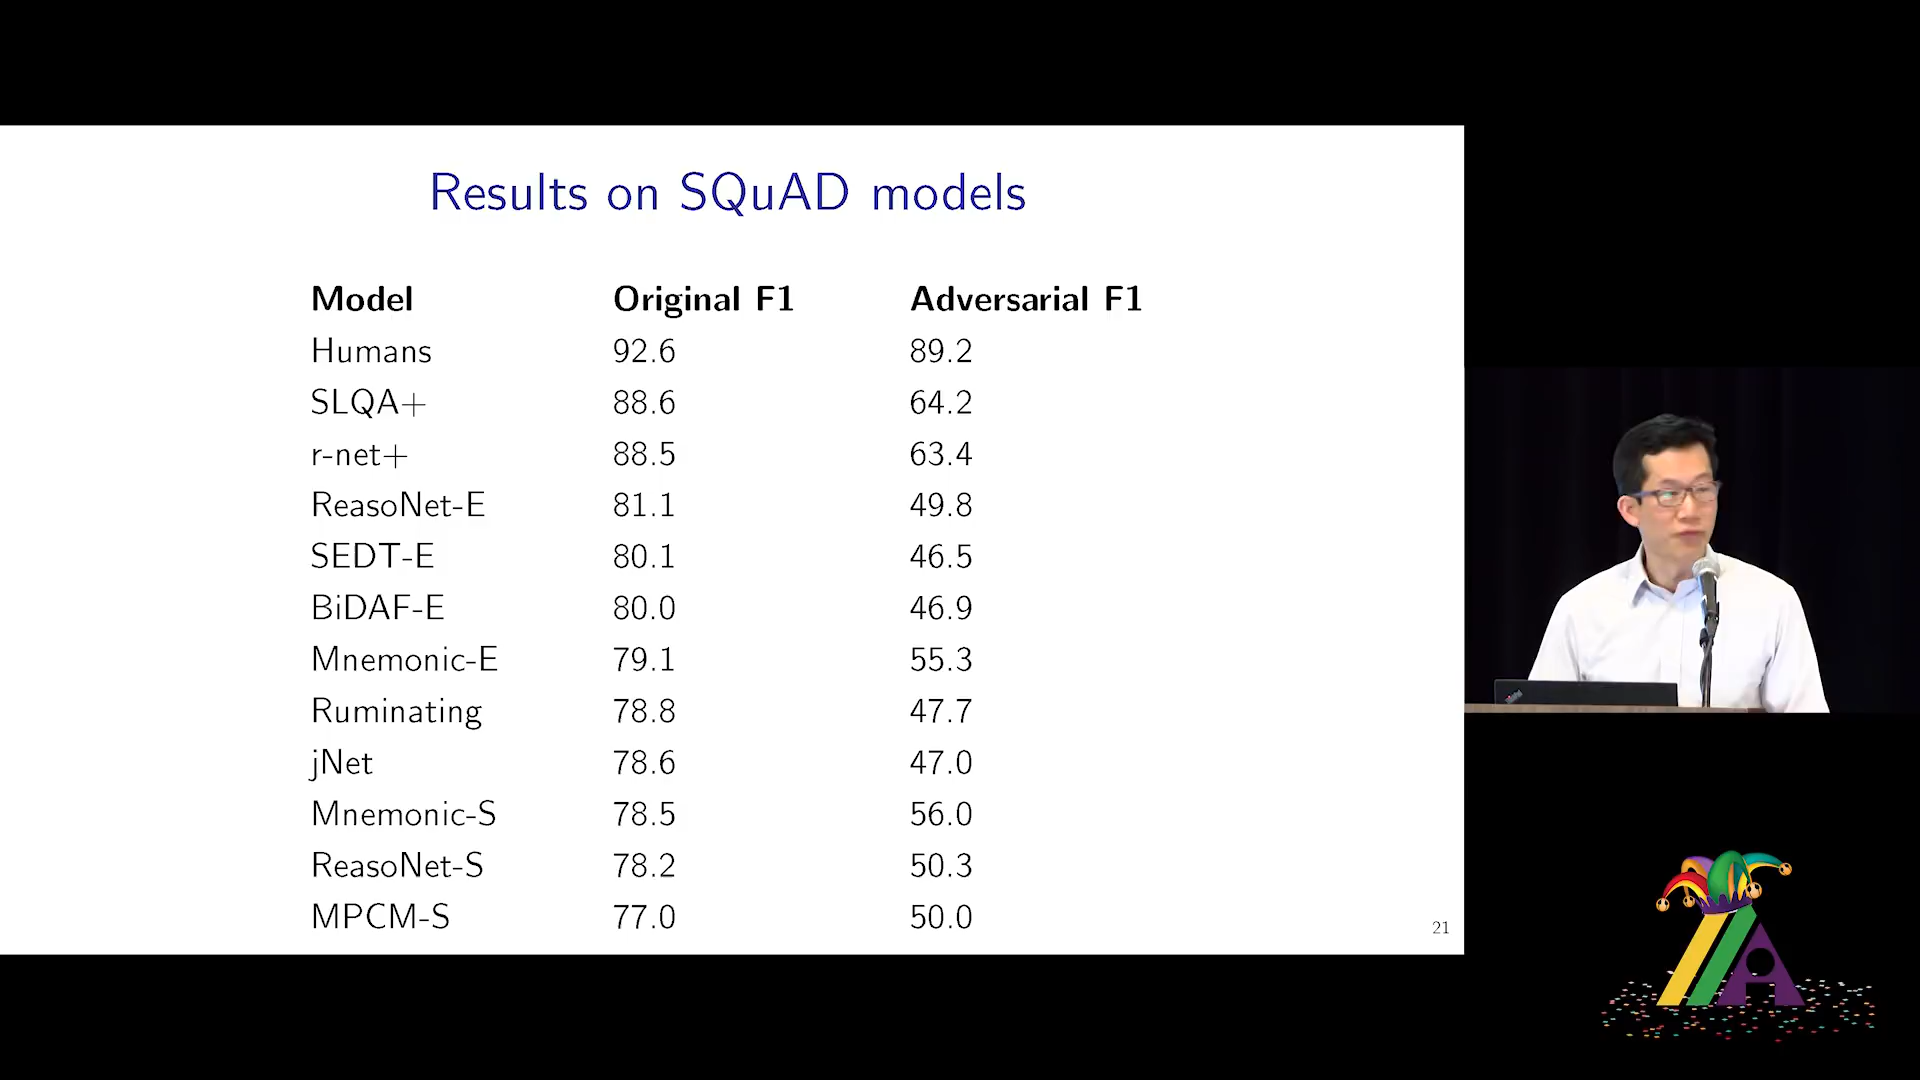 Results on SQuAD models
Model Original F1 Adversarial F1
Humans 92.6 89.2
SLQA+ 88.6 64.2
r-net+ 88.5 63.4
ReasoNet-E 81.1 49.8
SEDT-E 80.1 46.5
BiDAF-E 80.0 46.9
Mnemonic-E 79.1 55.3
Ruminating 78.8 47.7
jNet 78.6 47.0
Mnemonic-S 78.5 56.0
ReasoNet-S 78.2 50.3
MPCM-S 77.0 50.0
21